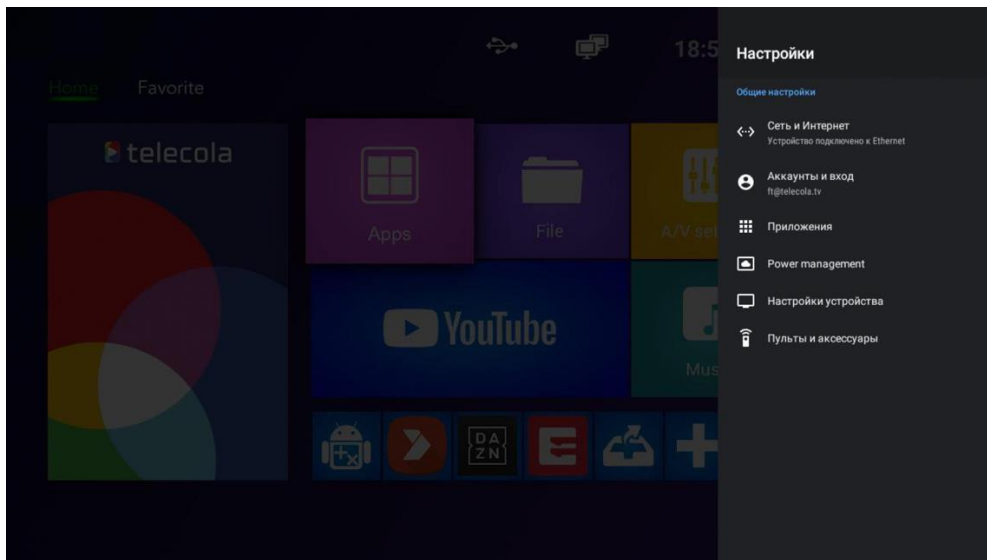 18:5
Настройки
Home Favorite
Общие настройки
telecola
Сеть и Интернет
Устройство подключено к Ethernet
Аккаунты и вход
ft@telecola.tv
Приложения
Apps
File
A/V set
Power management
Настройки устройства
YouTube
Пульты и аксессуары
Mus
DA
ZN